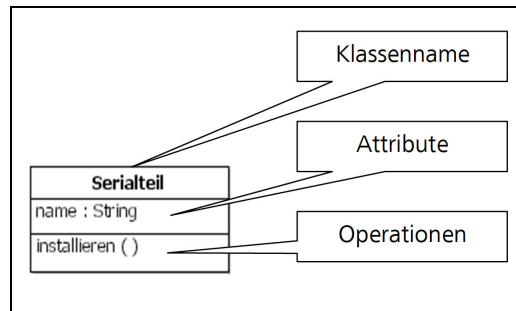 Klassenname
Attribute
Serialteil
name : String
installieren ( )
Operationen